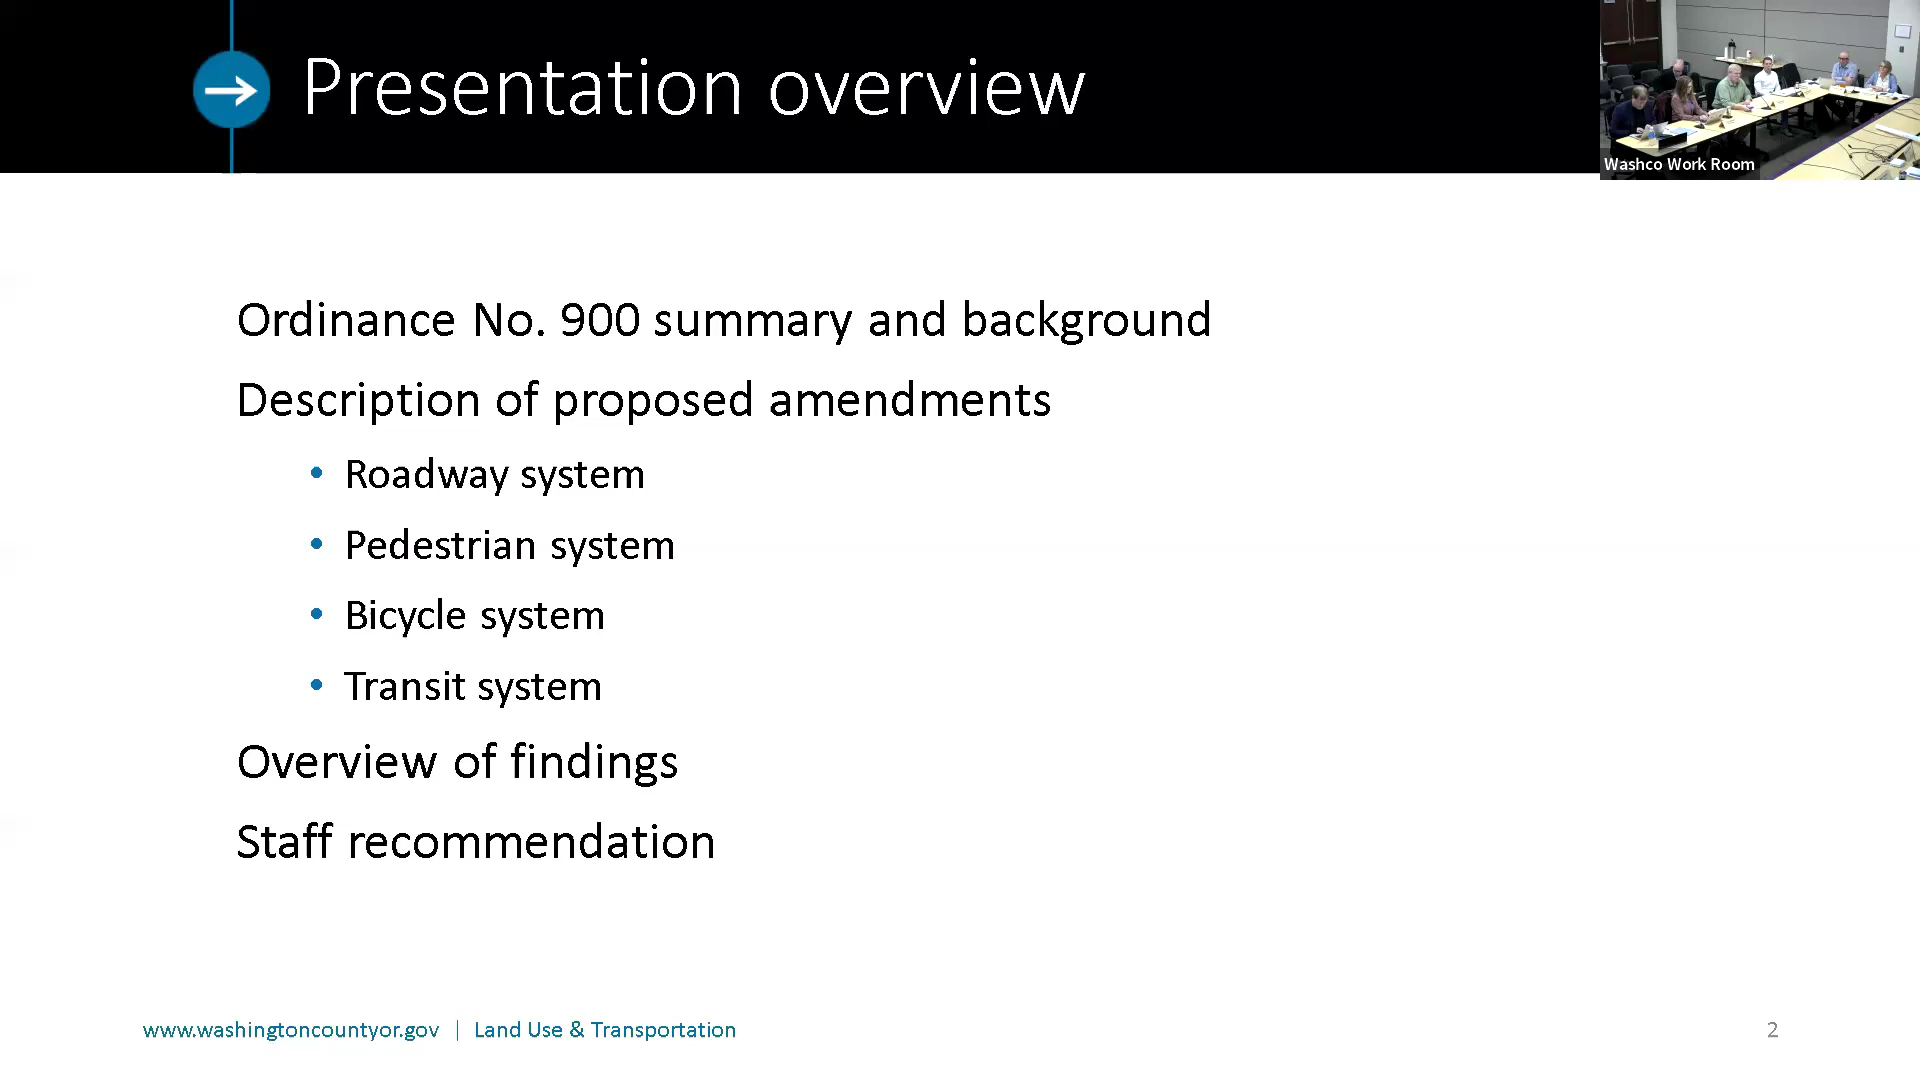 Presentation overview
Washco Work Room
Ordinance No. 900 summary and background
Description of proposed amendments
• Roadway system
• Pedestrian system
• Bicycle system
• Transit system
Overview of findings
Staff recommendation
www.washingtoncountyor.gov | Land Use & Transportation
2